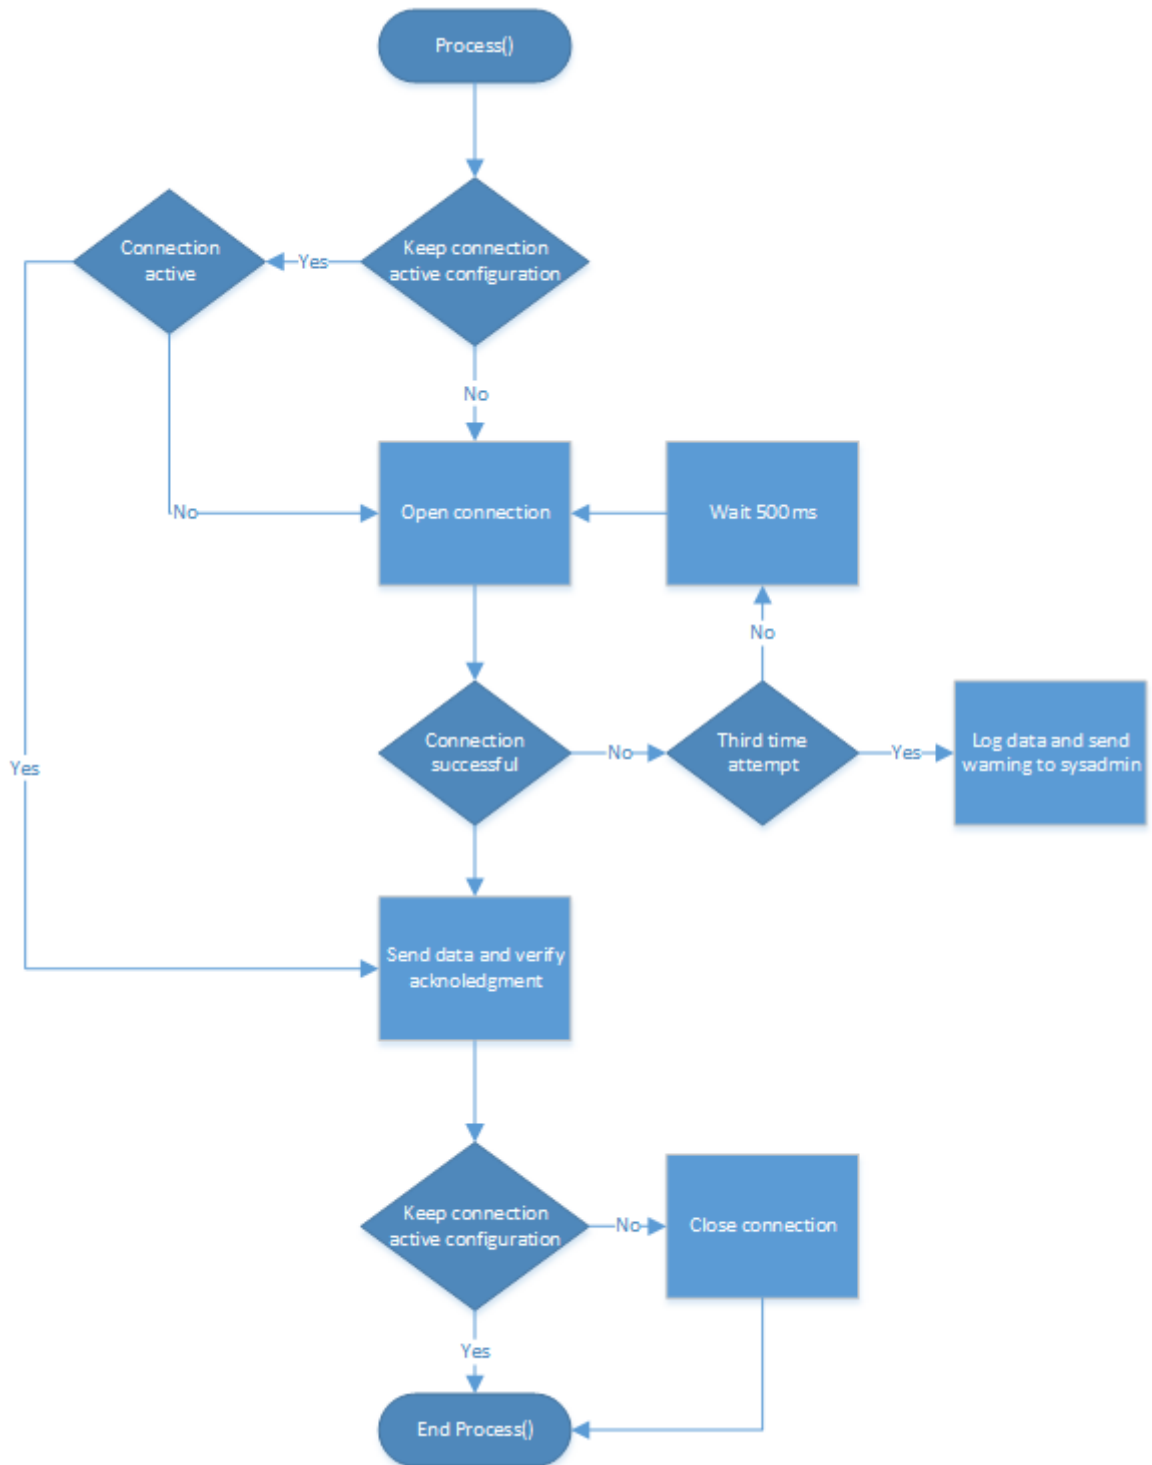 Process()
Connection
active
Yes
Keep connection
active configuration
No
No
Open connection
Wait 500 ms
No
Connection
successful
No
Third time
attempt
Yes
Log data and send
warning to sysadmin
Yes
Send data and verify
acknoledgment
Keep connection
active configuration
No
Close connection
Yes
End Process()